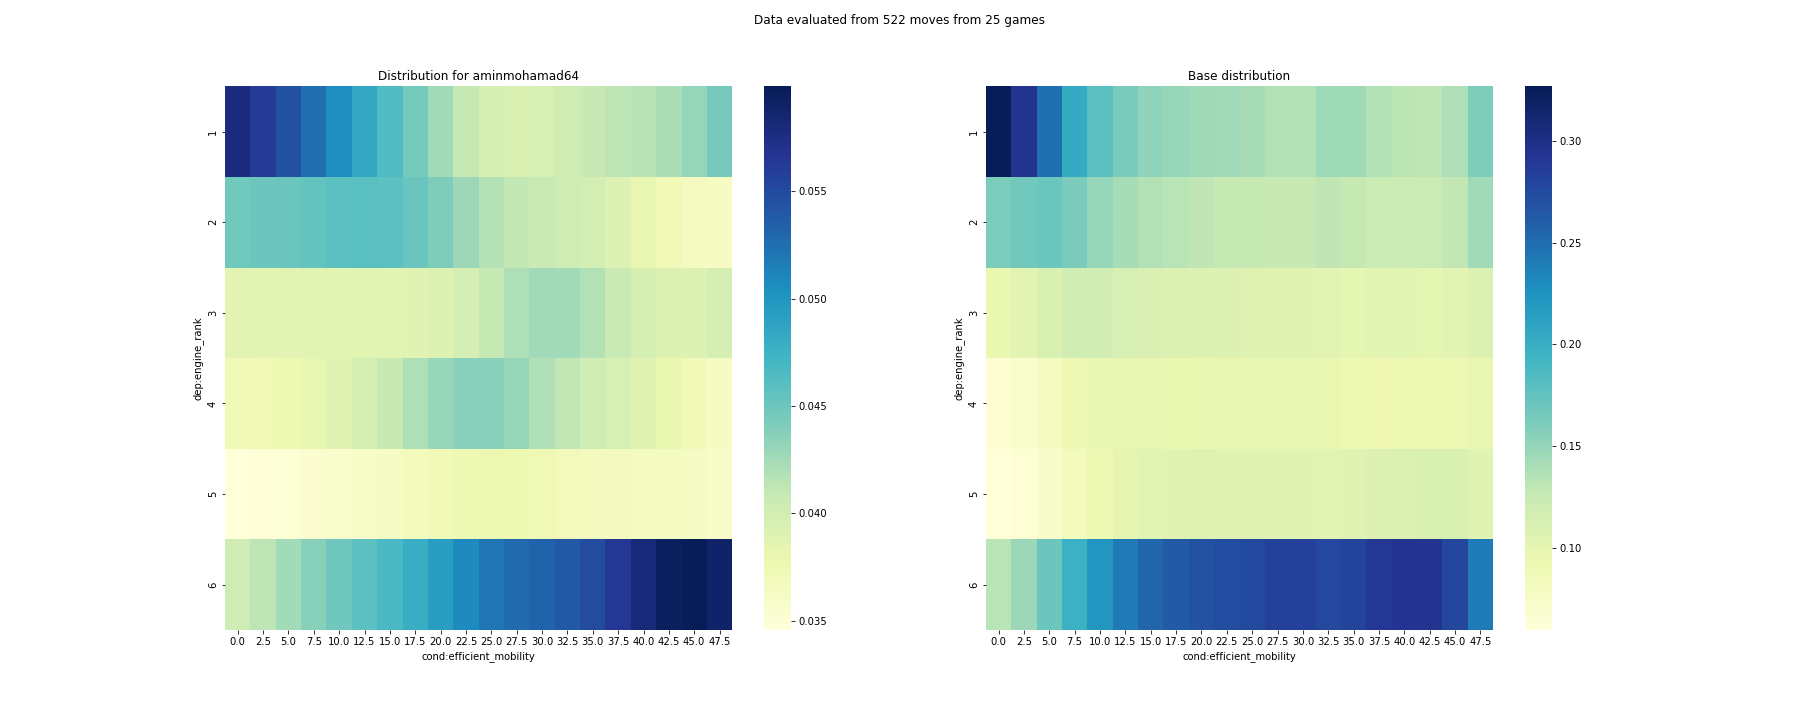 Data evaluated from 522 moves from 25 games
Distribution for aminmohamad64
dep:engine_rank
1
2
3
4
5
6
0.0 2.5 5.0 7.5 10.0 12.5 15.0 17.5 20.0 22.5 25.0 27.5 30.0 32.5 35.0 37.5 40.0 42.5 45.0 47.5
cond:efficient_mobility
0.055
0.050
0.045
0.040
0.035
Base distribution
dep:engine_rank
1
2
3
4
5
6
0.0 2.5 5.0 7.5 10.0 12.5 15.0 17.5 20.0 22.5 25.0 27.5 30.0 32.5 35.0 37.5 40.0 42.5 45.0 47.5
cond:efficient_mobility
0.30
0.25
0.20
0.15
0.10